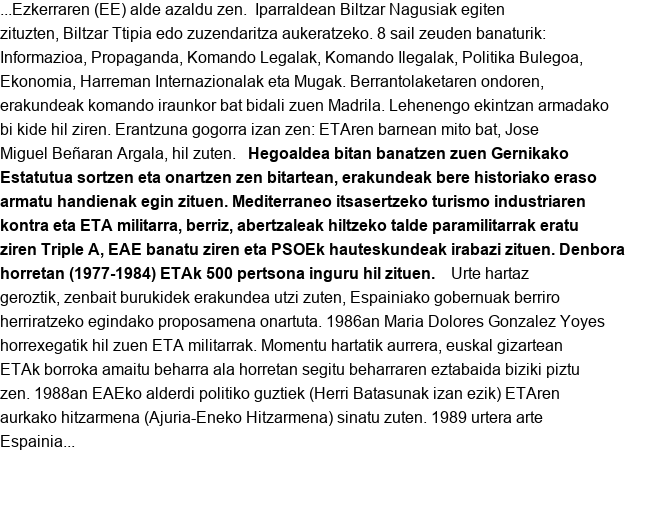 ...Ezkerraren (EE) alde azaldu zen.  Iparraldean Biltzar Nagusiak egiten
zituzten, Biltzar Ttipia edo zuzendaritza aukeratzeko. 8 sail zeuden banaturik:
Informazioa, Propaganda, Komando Legalak, Komando Ilegalak, Politika Bulegoa,
Ekonomia, Harreman Internazionalak eta Mugak. Berrantolaketaren ondoren,
erakundeak komando iraunkor bat bidali zuen Madrila. Lehenengo ekintzan armadako
bi kide hil ziren. Erantzuna gogorra izan zen: ETAren barnean mito bat, Jose
Miguel Beñaran Argala, hil zuten.   Hegoaldea bitan banatzen zuen Gernikako
Estatutua sortzen eta onartzen zen bitartean, erakundeak bere historiako eraso
armatu handienak egin zituen. Mediterraneo itsasertzeko turismo industriaren
kontra eta ETA militarra, berriz, abertzaleak hiltzeko talde paramilitarrak eratu
ziren Triple A, EAE banatu ziren eta PSOEk hauteskundeak irabazi zituen. Denbora
horretan (1977-1984) ETAk 500 pertsona inguru hil zituen.    Urte hartaz
geroztik, zenbait burukidek erakundea utzi zuten, Espainiako gobernuak berriro
herriratzeko egindako proposamena onartuta. 1986an Maria Dolores Gonzalez Yoyes
horrexegatik hil zuen ETA militarrak. Momentu hartatik aurrera, euskal gizartean
ETAk borroka amaitu beharra ala horretan segitu beharraren eztabaida biziki piztu
zen. 1988an EAEko alderdi politiko guztiek (Herri Batasunak izan ezik) ETAren
aurkako hitzarmena (Ajuria-Eneko Hitzarmena) sinatu zuten. 1989 urtera arte
Espainia...